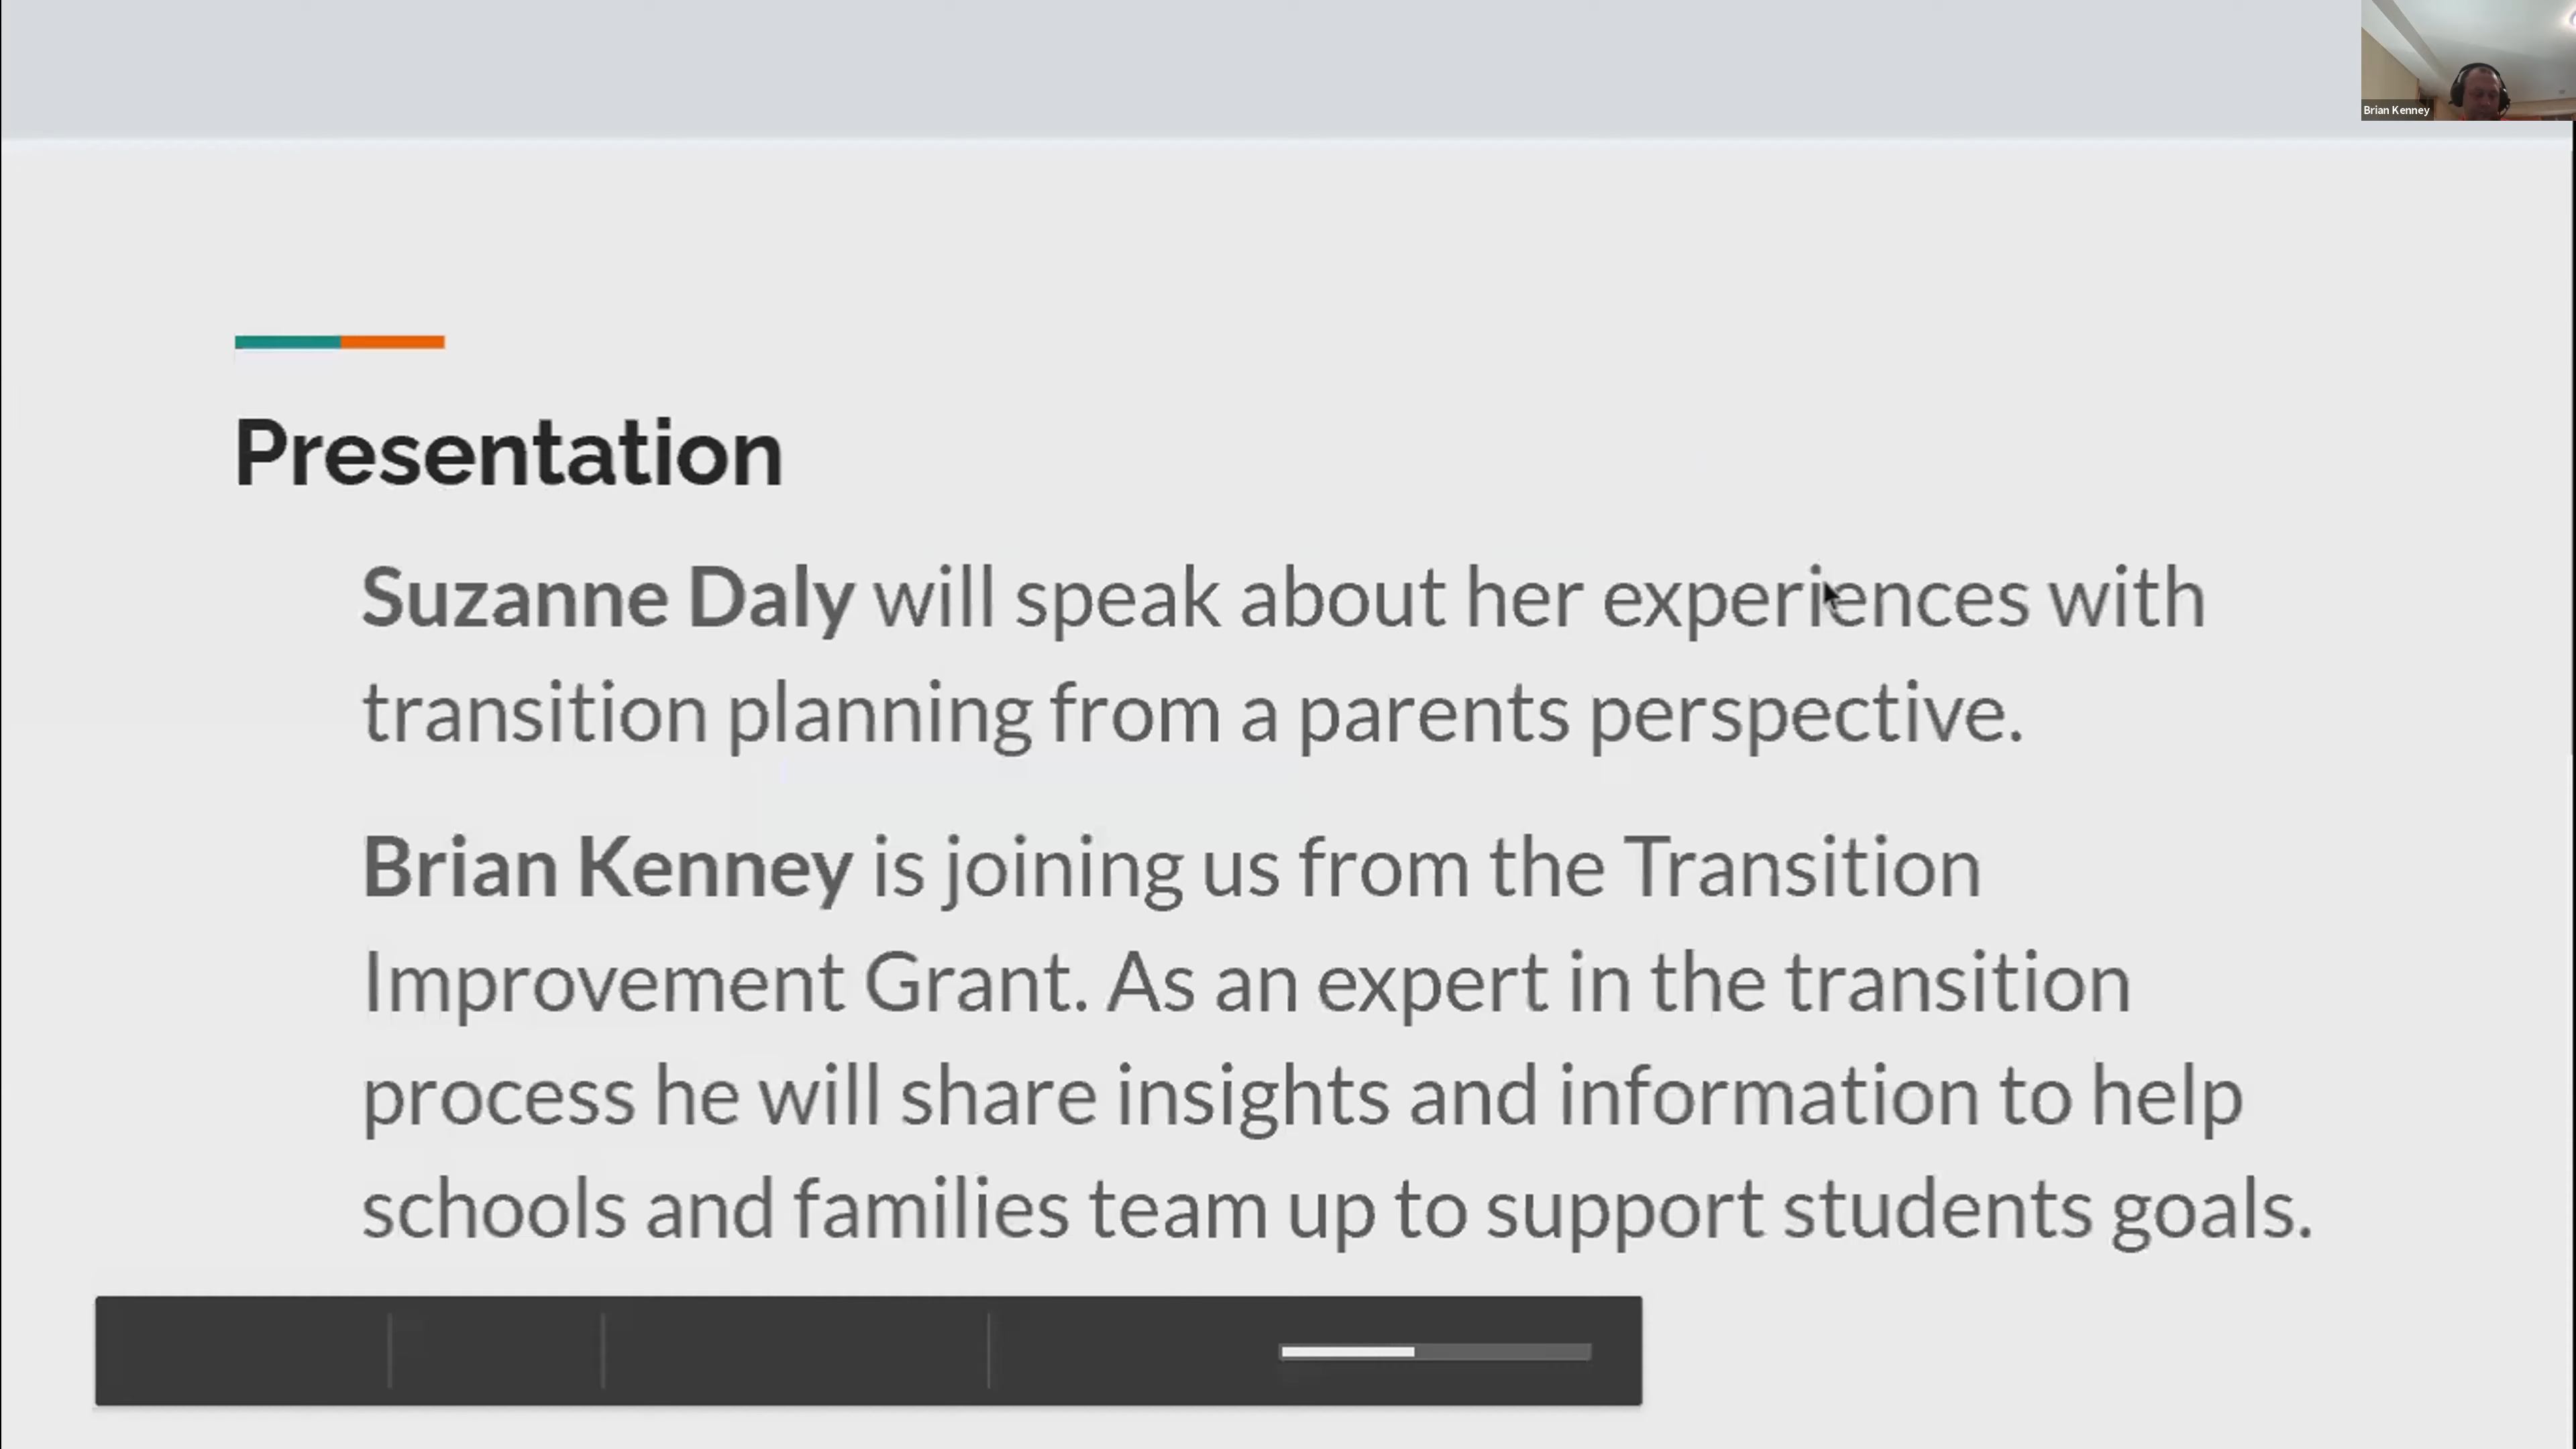 Brian Kenney
Presentation
Suzanne Daly will speak about her experiences with
transition planning from a parents perspective.
Brian Kenney is joining us from the Transition
Improvement Grant. As an expert in the transition
process he will share insights and information to help
schools and families team up to support students goals.